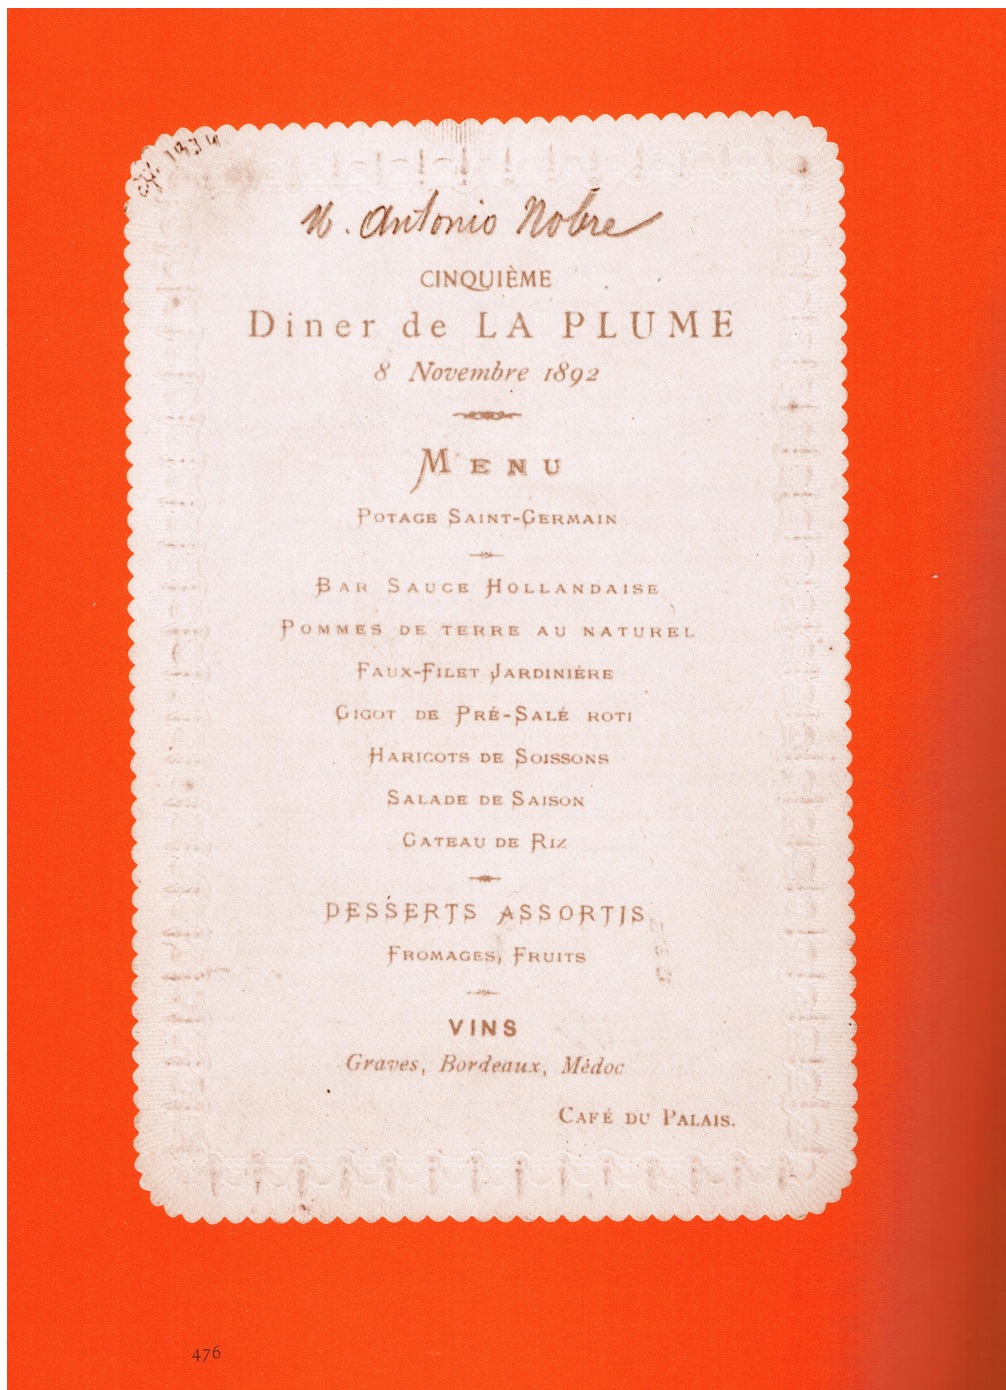 M. Antonio Nobre
CINQUIÈME
Diner de LA PLUME
8 Novembre 1892
MENU
POTAGE SAINT-GERMAIN
BAR SAUCE HOLLANDAISE
POMMES DE TERRE AU NATUREL
FAUX-FILET JARDINIÈRE
GIGOT DE PRÉ-SALÉ ROTI
HARICOTS DE SOISSONS
SALADE DE SAISON
GATEAU DE RIZ
DESSERTS ASSORTIS
FROMAGES, FRUITS
VINS
Graves, Bordeaux, Médoc
CAFÉ DU PALAIS.
476